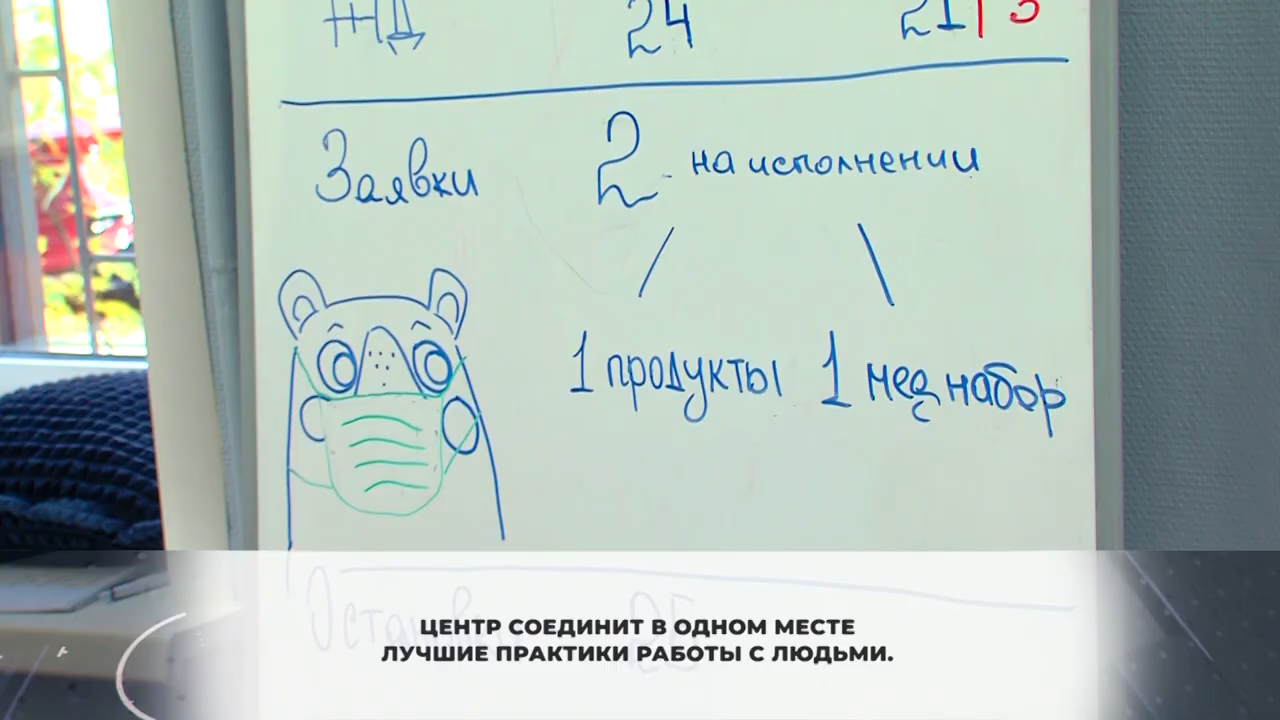 ЖД 24 21 | 3
Заявки 2 на исполнении
1 продукты 1 мед набор
ЦЕНТР СОЕДИНИТ В ОДНОМ МЕСТЕ
ЛУЧШИЕ ПРАКТИКИ РАБОТЫ С ЛЮДЬМИ.